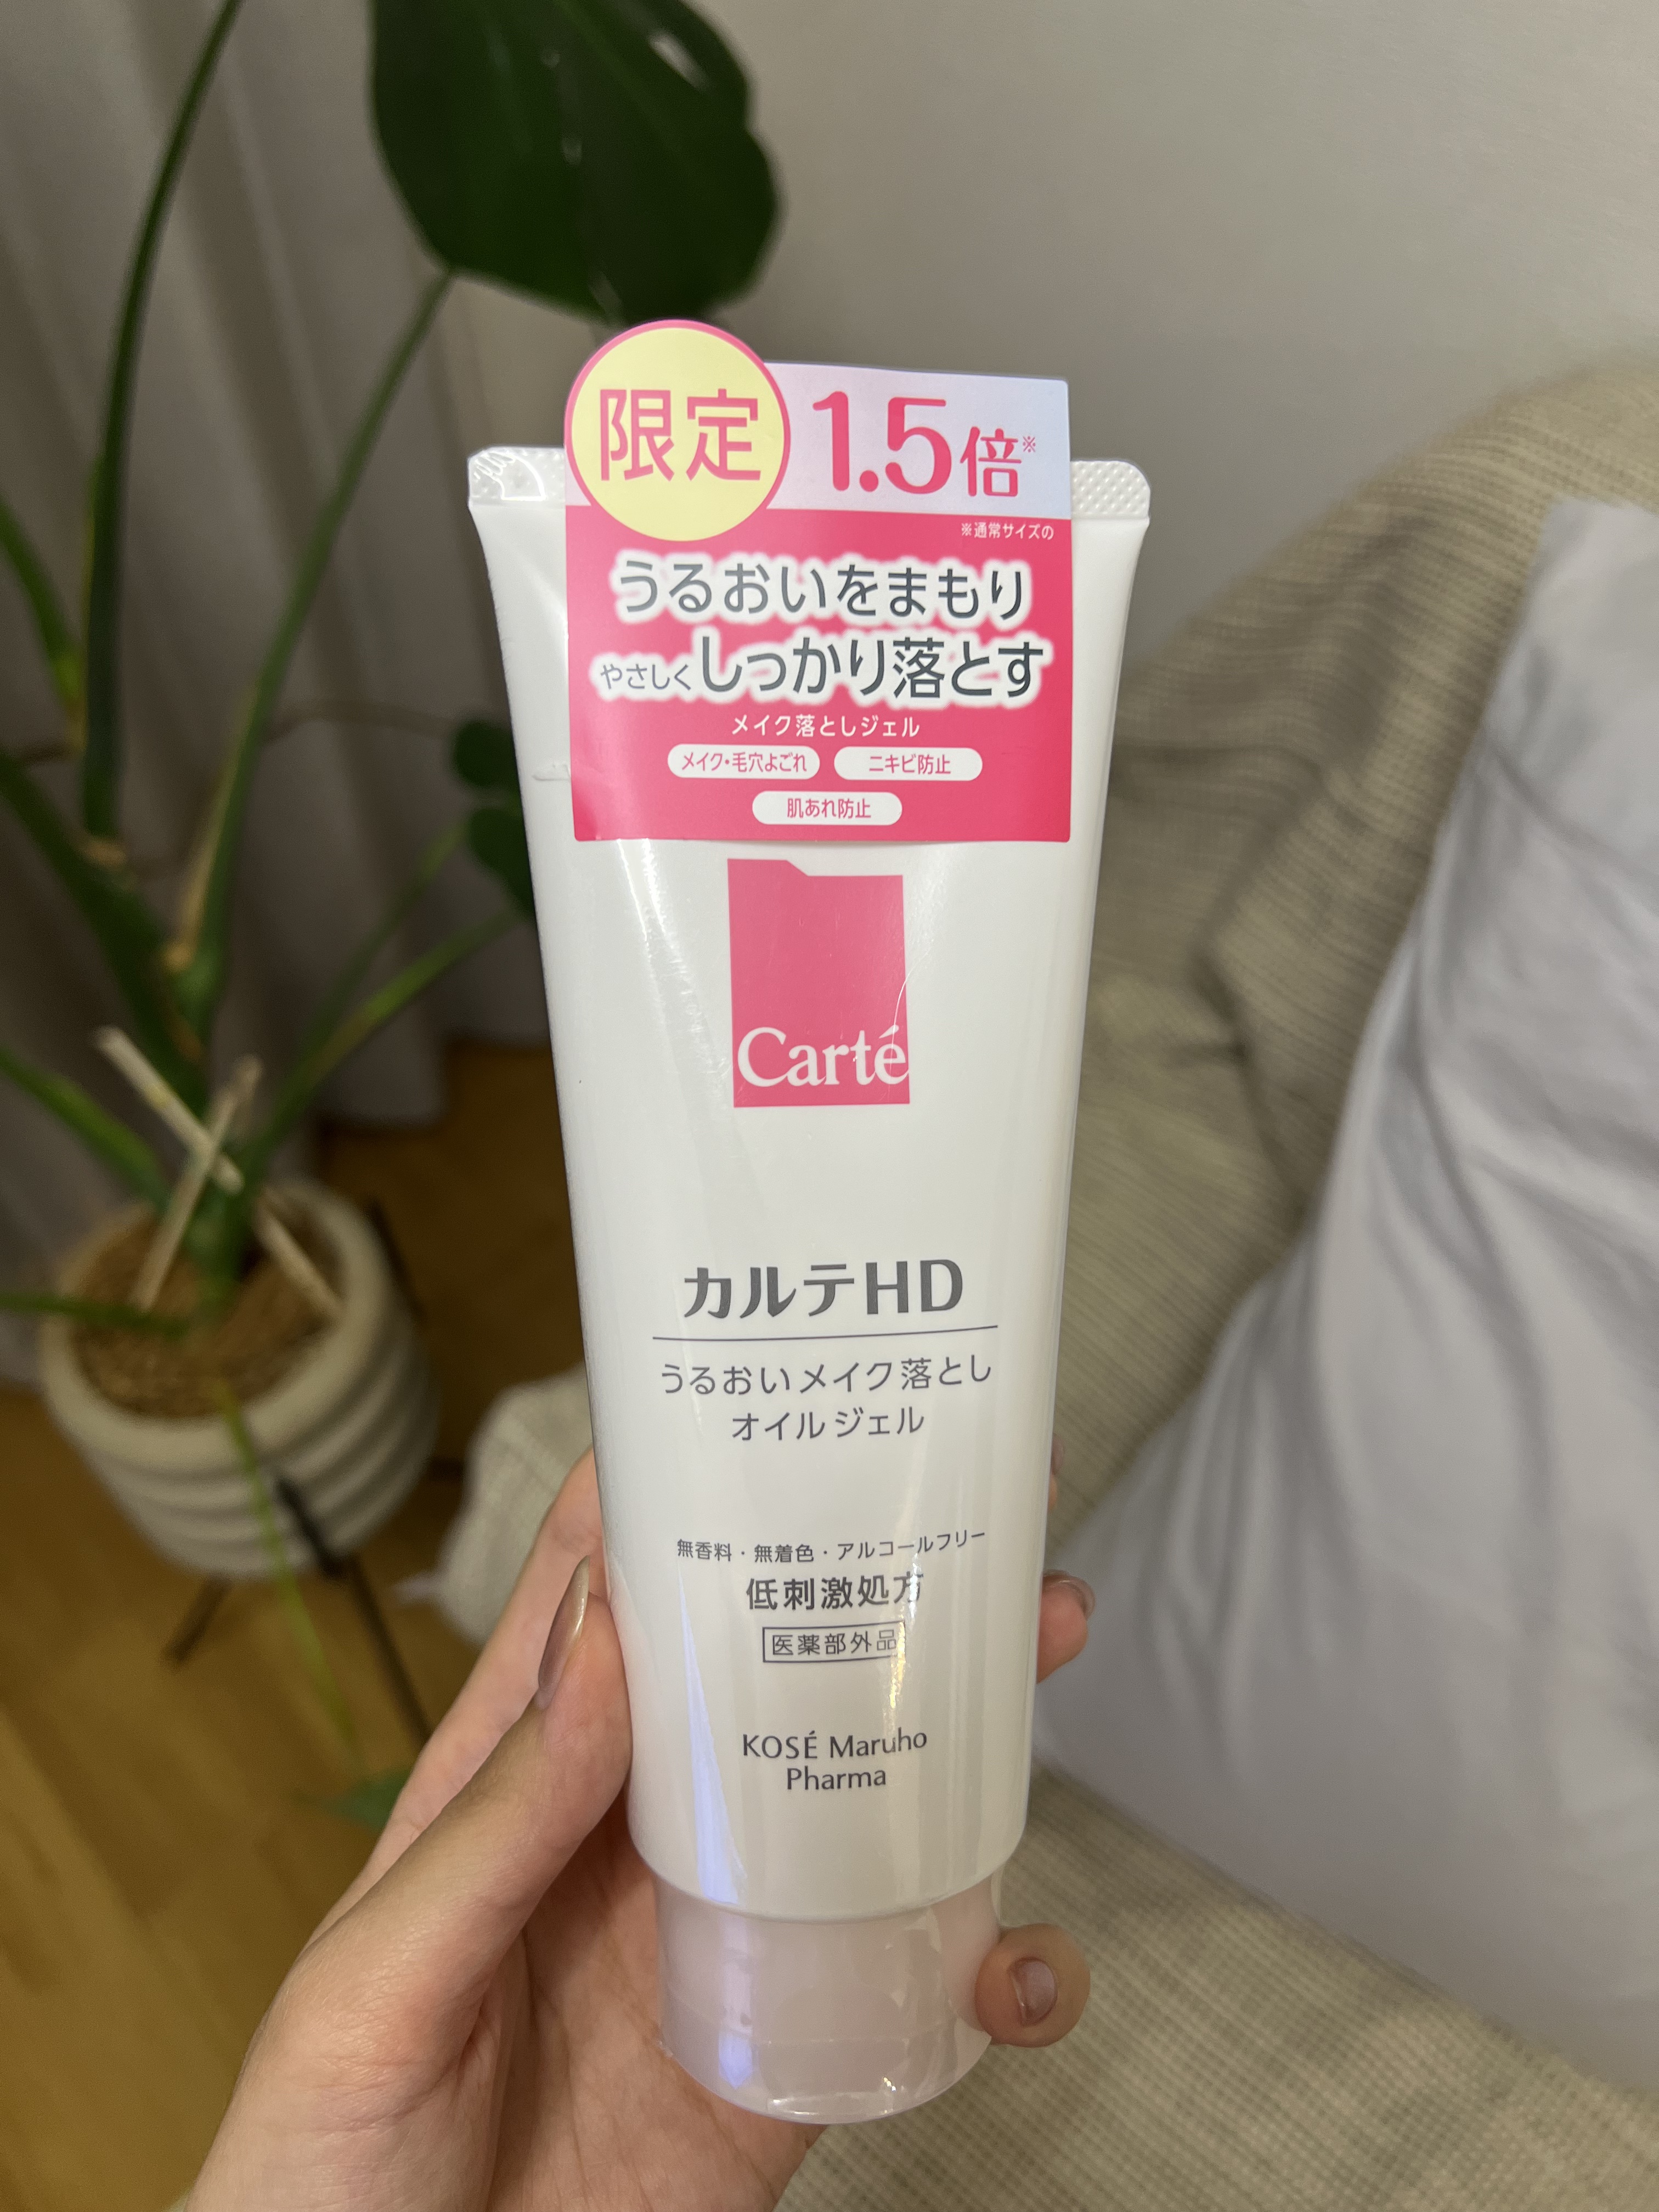 限定 1.5倍※
※通常サイズの
うるおいをまもり
やさしくしっかり落とす
メイク落としジェル
メイク・毛穴よごれ ニキビ防止
肌あれ防止
Carté
カルテHD
うるおいメイク落とし
オイルジェル
無香料・無着色・アルコールフリー
低刺激処方
医薬部外品
KOSÉ Maruho
Pharma